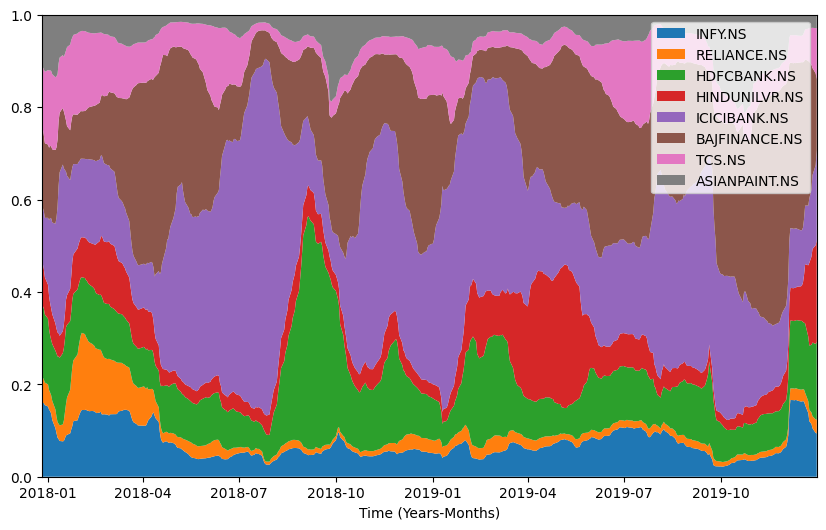 1.0
0.8
0.6
0.4
0.2
0.0
INFY.NS
RELIANCE.NS
HDFCBANK.NS
HINDUNILVR.NS
ICICIBANK.NS
BAJFINANCE.NS
TCS.NS
ASIANPAINT.NS
2018-01 2018-04 2018-07 2018-10 2019-01 2019-04 2019-07 2019-10
Time (Years-Months)